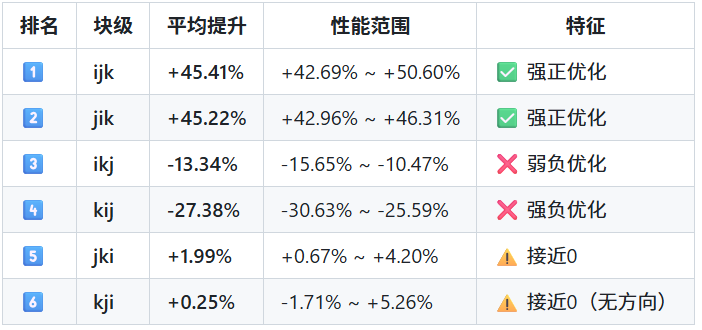 排名 块级 平均提升 性能范围 特征
1 ijk +45.41% +42.69% ~ +50.60% ✅ 强正优化
2 jik +45.22% +42.96% ~ +46.31% ✅ 强正优化
3 ikj -13.34% -15.65% ~ -10.47% ❌ 弱负优化
4 kij -27.38% -30.63% ~ -25.59% ❌ 强负优化
5 jki +1.99% +0.67% ~ +4.20% ⚠️ 接近0
6 kji +0.25% -1.71% ~ +5.26% ⚠️ 接近0（无方向）